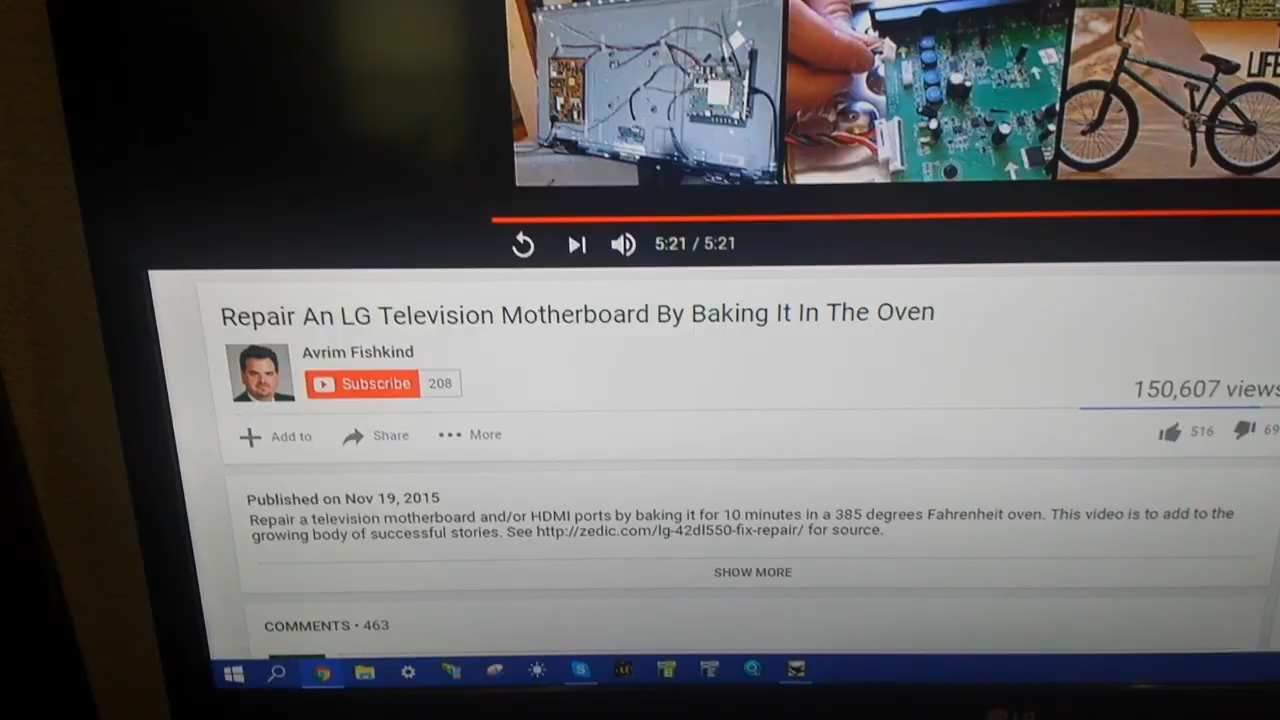 LIFE
5:21 / 5:21
Repair An LG Television Motherboard By Baking It In The Oven
Avrim Fishkind
Subscribe 208
150,607 views
Add to Share More
516 69
Published on Nov 19, 2015
Repair a television motherboard and/or HDMI ports by baking it for 10 minutes in a 385 degrees Fahrenheit oven. This video is to add to the
growing body of successful stories. See http://zedic.com/lg-42dl550-fix-repair/ for source.
SHOW MORE
COMMENTS • 463